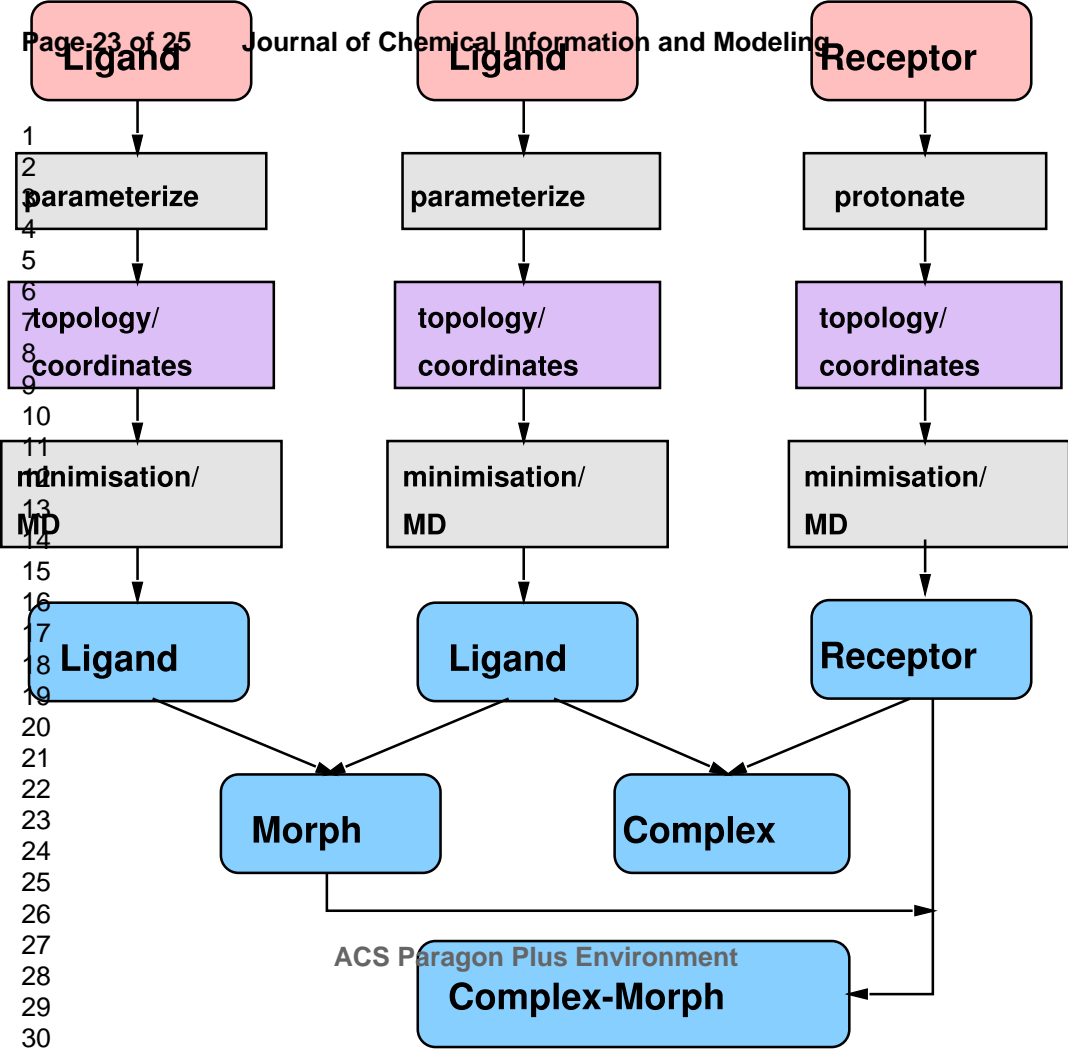 Page 23 of 25 Journal of Chemical Information and Modeling
Ligand Ligand Receptor
1
2
parameterize parameterize protonate
3
4
5
6
topology/ topology/ topology/
7
8
coordinates coordinates coordinates
9
10
11
minimisation/ minimisation/ minimisation/
12
13
MD MD MD
14
15
16
17
Ligand Ligand Receptor
18
19
20
21
22
23
Morph Complex
24
25
26
27
ACS Paragon Plus Environment
28
Complex-Morph
29
30